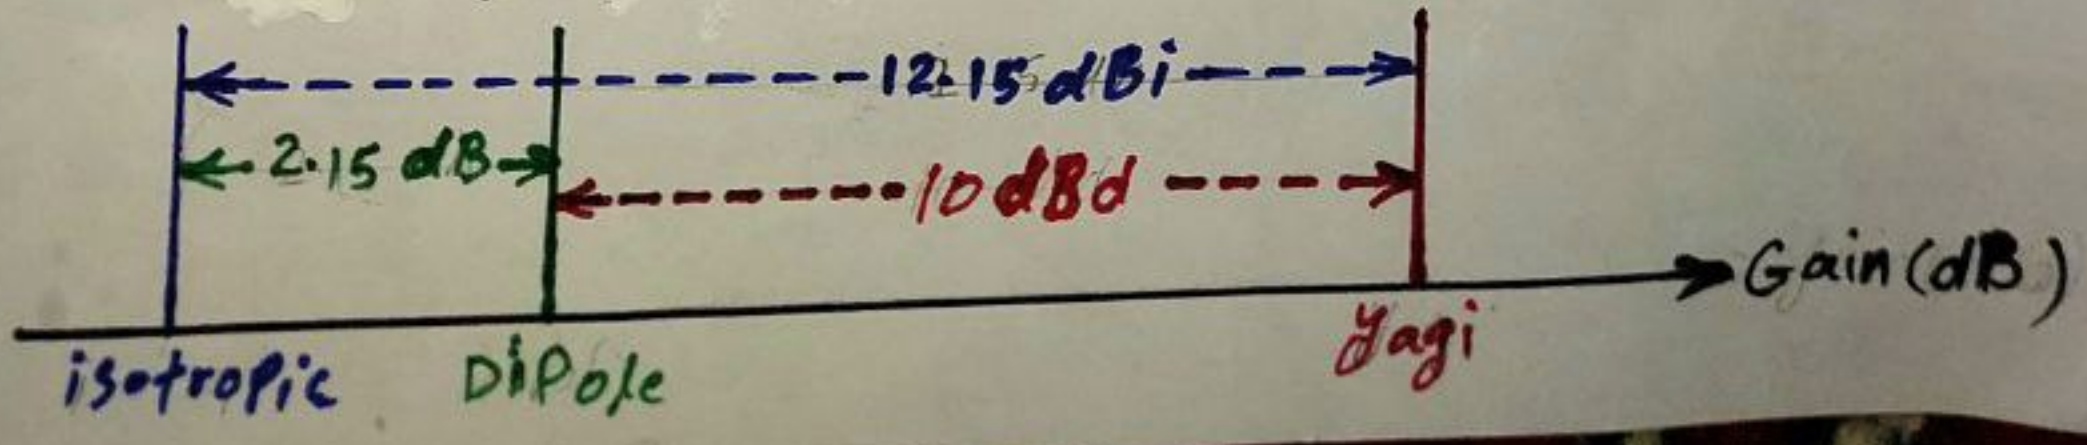 12.15 dBi
2.15 dB
10 dBd
Gain (dB)
isotropic
DiPole
Yagi